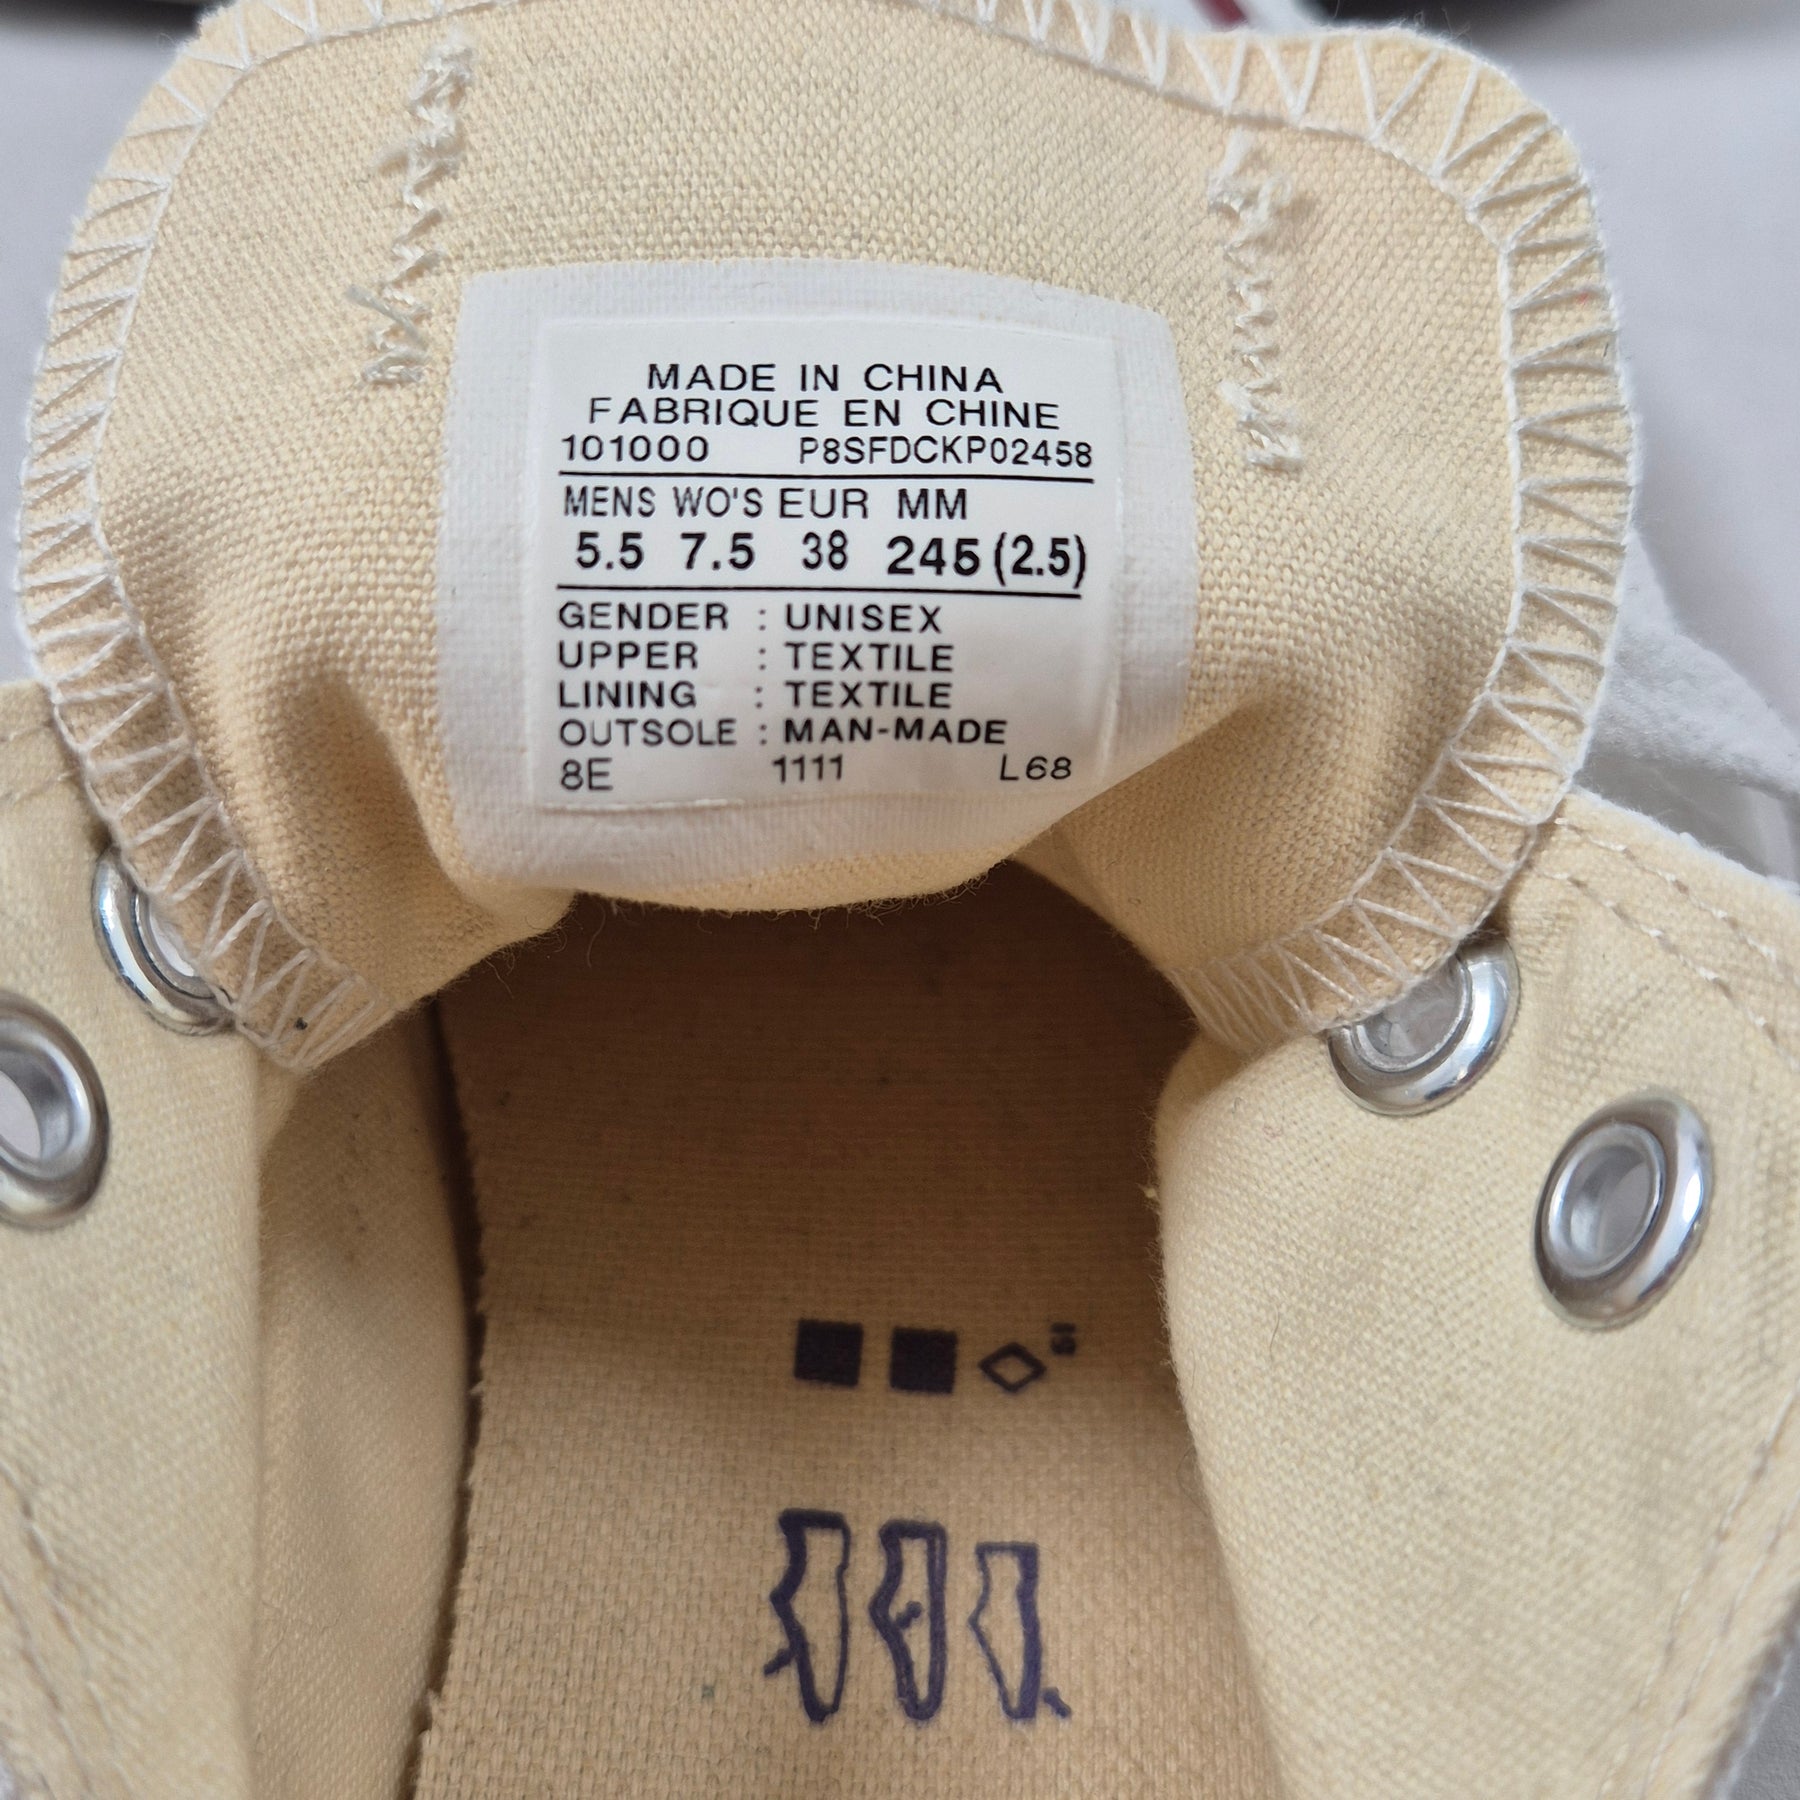 MADE IN CHINA
FABRIQUE EN CHINE
101000 P8SFDCKP02458
MENS WO'S EUR MM
5.5 7.5 38 245 (2.5)
GENDER : UNISEX
UPPER : TEXTILE
LINING : TEXTILE
OUTSOLE : MAN-MADE
8E 1111 L68